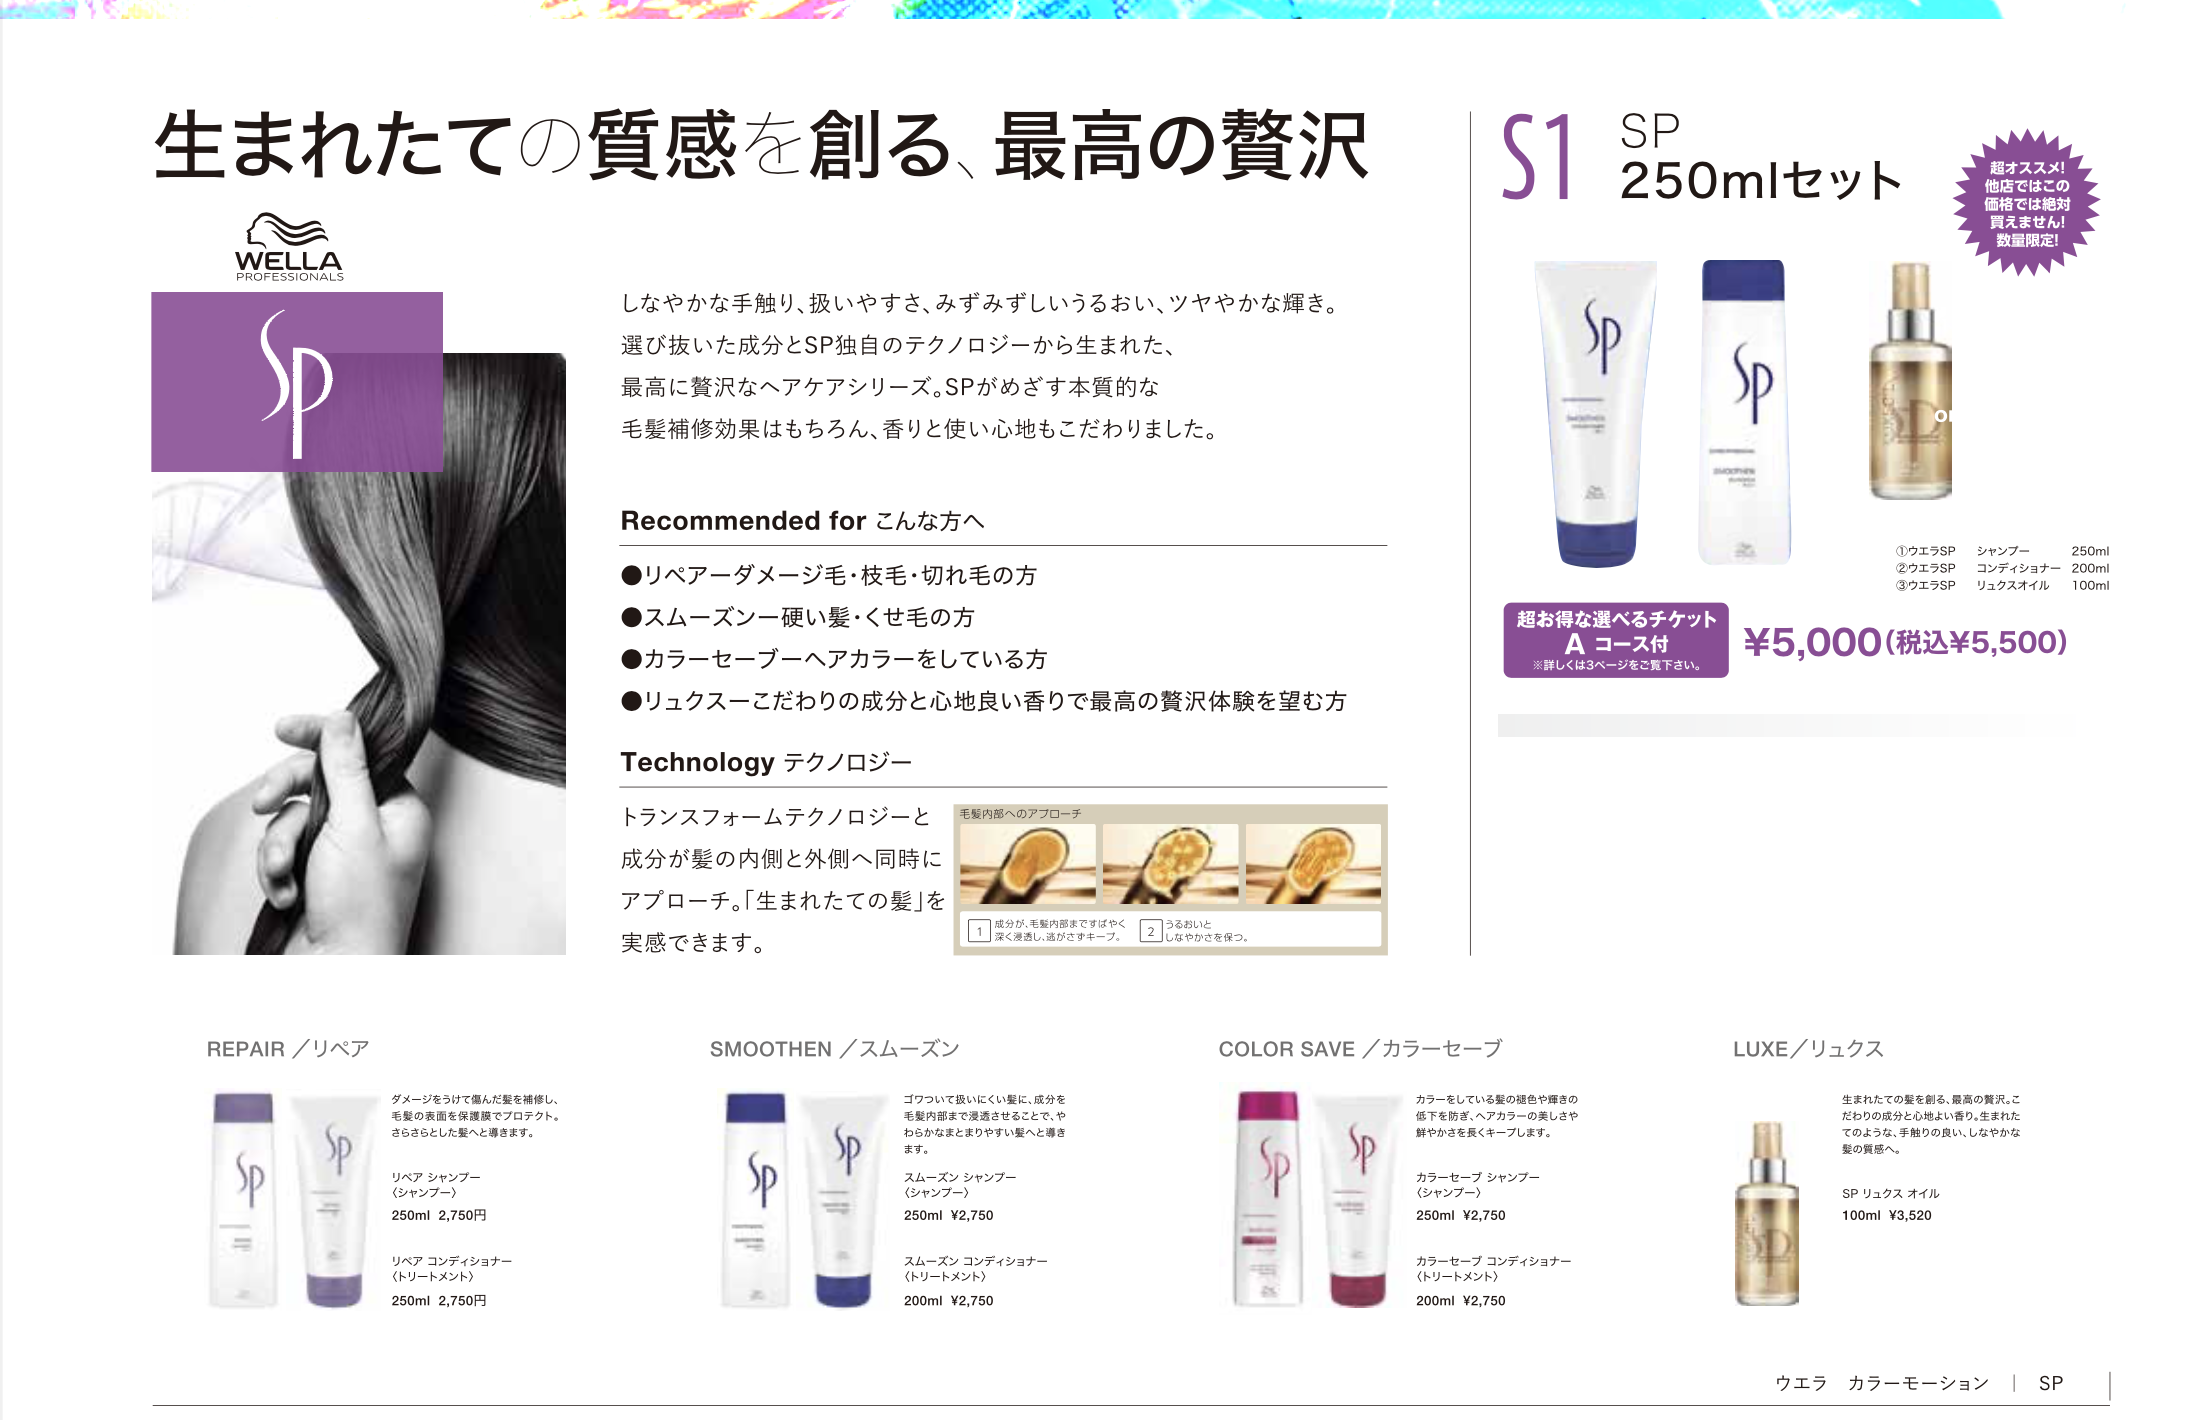 生まれたての質感を創る、最高の贅沢
WELLA
PROFESSIONALS
SP
しなやかな手触り、扱いやすさ、みずみずしいうるおい、ツヤやかな輝き。
選び抜いた成分とSP独自のテクノロジーから生まれた、
最高に贅沢なヘアケアシリーズ。SPがめざす本質的な
毛髪補修効果はもちろん、香りと使い心地もこだわりました。
Recommended for こんな方へ
●リペアーダメージ毛・枝毛・切れ毛の方
●スムーズンー硬い髪・くせ毛の方
●カラーセーブーヘアカラーをしている方
●リュクスーこだわりの成分と心地良い香りで最高の贅沢体験を望む方
Technology テクノロジー
トランスフォームテクノロジーと
成分が髪の内側と外側へ同時に
アプローチ。「生まれたての髪」を
実感できます。
毛髪内部へのアプローチ
1 成分が、毛髪内部まですばやく
深く浸透し、逃がさずキープ。
2 うるおいと
しなやかさを保つ。
S1
SP
250mlセット
超オススメ!
他店ではこの
価格では絶対
買えません!
数量限定!
SP
SP
SP
or
①ウエラSP シャンプー 250ml
②ウエラSP コンディショナー 200ml
③ウエラSP リュクスオイル 100ml
超お得な選べるチケット
A コース付
※詳しくは3ページをご覧下さい。
¥5,000(税込¥5,500)
REPAIR／リペア
SP
SP
ダメージをうけて傷んだ髪を補修し、
毛髪の表面を保護膜でプロテクト。
さらさらとした髪へと導きます。
リペア シャンプー
〈シャンプー〉
250ml 2,750円
リペア コンディショナー
〈トリートメント〉
250ml 2,750円
SMOOTHEN／スムーズン
SP
SP
ゴワついて扱いにくい髪に、成分を
毛髪内部まで浸透させることで、や
わらかなまとまりやすい髪へと導き
ます。
スムーズン シャンプー
〈シャンプー〉
250ml ¥2,750
スムーズン コンディショナー
〈トリートメント〉
200ml ¥2,750
COLOR SAVE／カラーセーブ
SP
SP
カラーをしている髪の褪色や輝きの
低下を防ぎ、ヘアカラーの美しさや
鮮やかさを長くキープします。
カラーセーブ シャンプー
〈シャンプー〉
250ml ¥2,750
カラーセーブ コンディショナー
〈トリートメント〉
200ml ¥2,750
LUXE／リュクス
SP
生まれたての髪を創る、最高の贅沢。こ
だわりの成分と心地よい香り。生まれた
てのような、手触りの良い、しなやかな
髪の質感へ。
SP リュクス オイル
100ml ¥3,520
ウエラ カラーモーション | SP